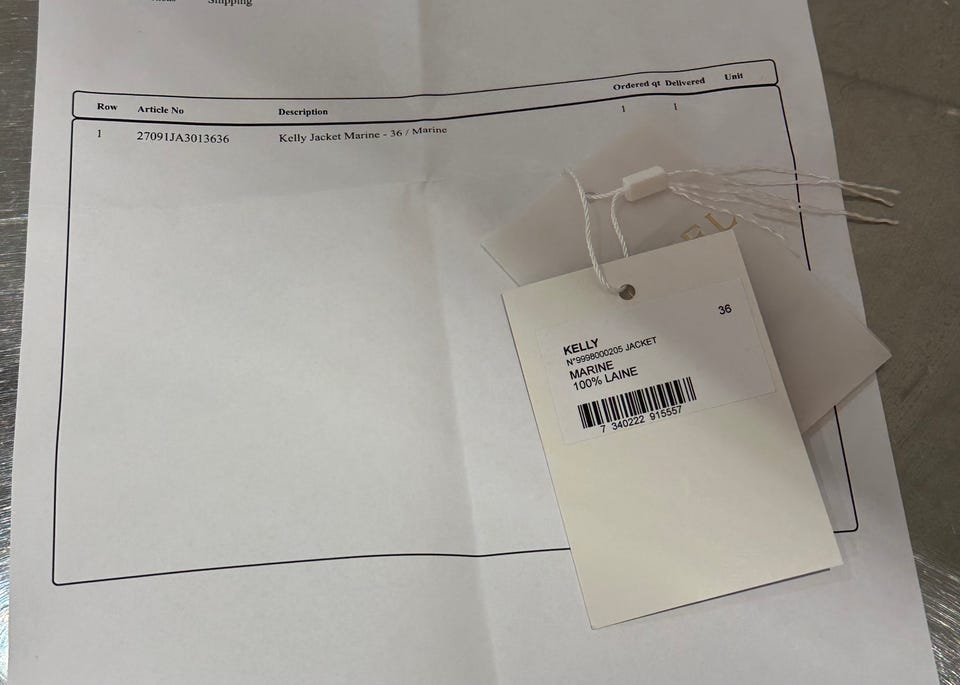 Shipping
Row Article No Description Ordered qt Delivered Unit
1 27091JA3013636 Kelly Jacket Marine - 36 / Marine 1 1
EL
36
KELLY
N°9998000205 JACKET
MARINE
100% LAINE
7 340222 915557